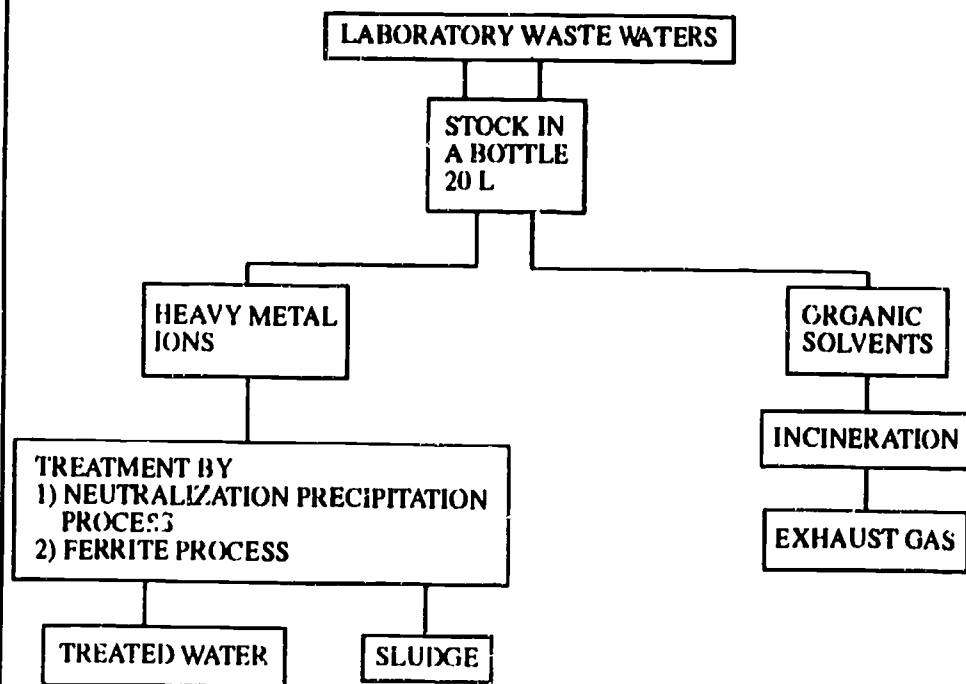 LABORATORY WASTE WATERS
STOCK IN
A BOTTLE
20 L
HEAVY METAL
IONS
ORGANIC
SOLVENTS
TREATMENT BY
1) NEUTRALIZATION PRECIPITATION
PROCESS
2) FERRITE PROCESS
INCINERATION
EXHAUST GAS
TREATED WATER
SLUDGE